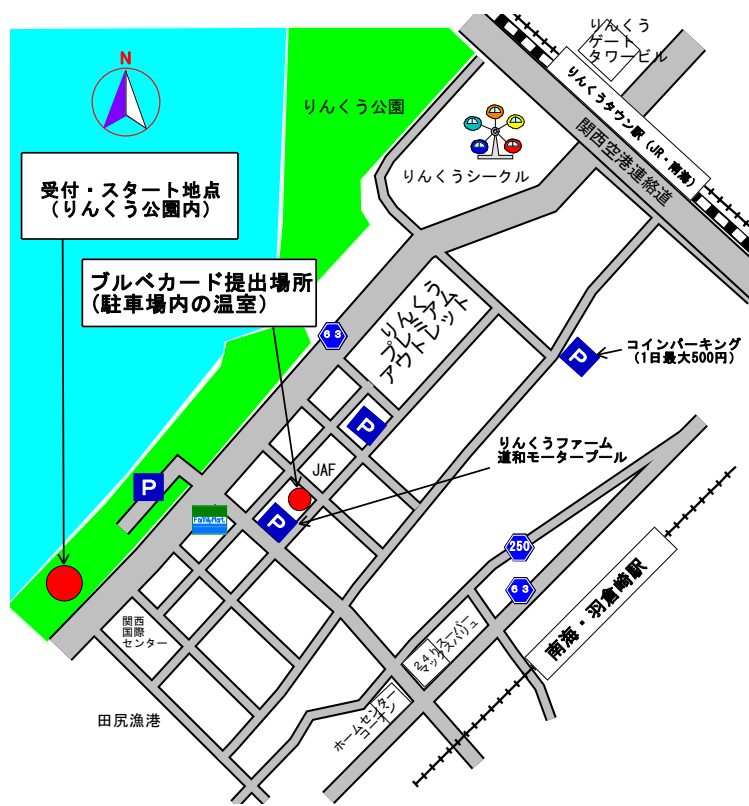 N
りんくう
ゲート
タワービル
りんくうタウン駅(JR・南海)
関西空港連絡道
りんくう公園
りんくうシークル
受付・スタート地点
(りんくう公園内)
ブルベカード提出場所
(駐車場内の温室)
りんくう
プレミアム
アウトレット
63
コインパーキング
(1日最大500円)
P
P
りんくうファーム
道和モータープール
JAF
P
FamilyMart
P
250
63
南海・羽倉崎駅
関西
国際
センター
24hスーパー
マックスバリュ
田尻漁港
ホームセンター
コーナン